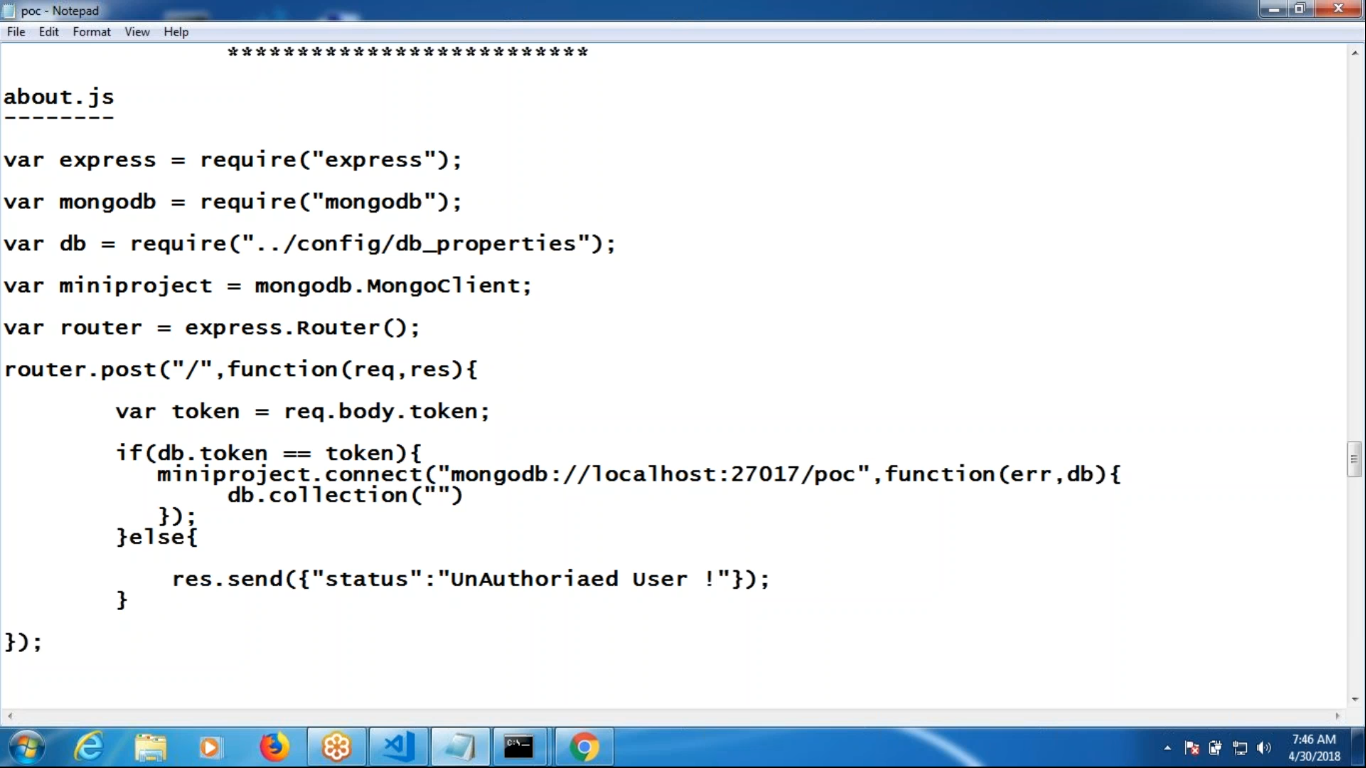 poc - Notepad
File Edit Format View Help
**************************
about.js
--------
var express = require("express");
var mongodb = require("mongodb");
var db = require("../config/db_properties");
var miniproject = mongodb.MongoClient;
var router = express.Router();
router.post("/",function(req,res){
var token = req.body.token;
if(db.token == token){
miniproject.connect("mongodb://localhost:27017/poc",function(err,db){
db.collection("")
});
}else{
res.send({"status":"UnAuthoriaed User !"});
}
});
C:\_
7:46 AM
4/30/2018